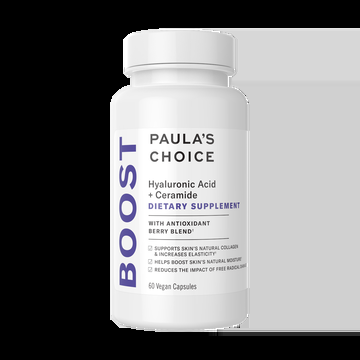 BOOST
PAULA'S
CHOICE
Hyaluronic Acid
+ Ceramide
DIETARY SUPPLEMENT
WITH ANTIOXIDANT
BERRY BLEND†
SUPPORTS SKIN'S NATURAL COLLAGEN
& INCREASES ELASTICITY†
HELPS BOOST SKIN'S NATURAL MOISTURE†
REDUCES THE IMPACT OF FREE RADICAL
60 Vegan Capsules